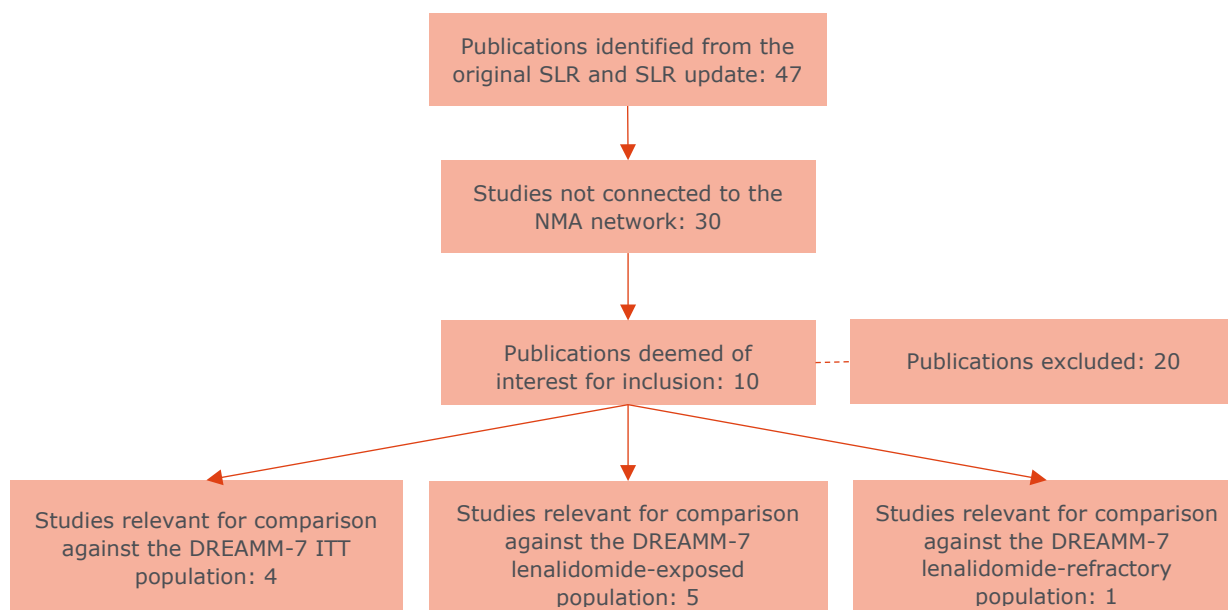 Publications identified from the
original SLR and SLR update: 47
Studies not connected to the
NMA network: 30
Publications deemed of
interest for inclusion: 10
Publications excluded: 20
Studies relevant for comparison
against the DREAMM-7 ITT
population: 4
Studies relevant for comparison
against the DREAMM-7
lenalidomide-exposed
population: 5
Studies relevant for comparison
against the DREAMM-7
lenalidomide-refractory
population: 1